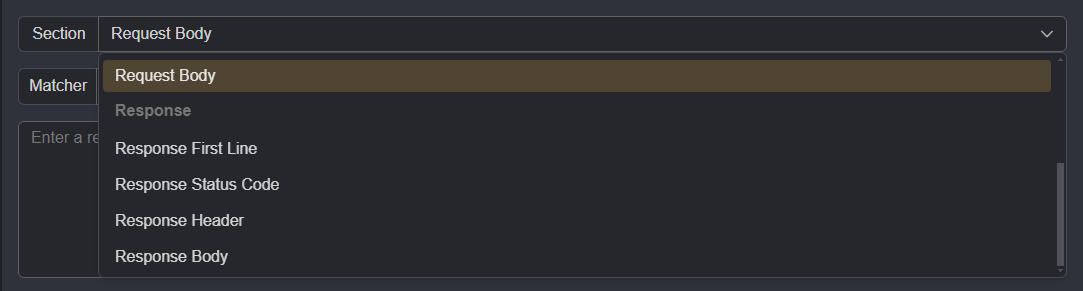 Section Request Body
Request Body
Matcher
Response
Enter a re
Response First Line
Response Status Code
Response Header
Response Body